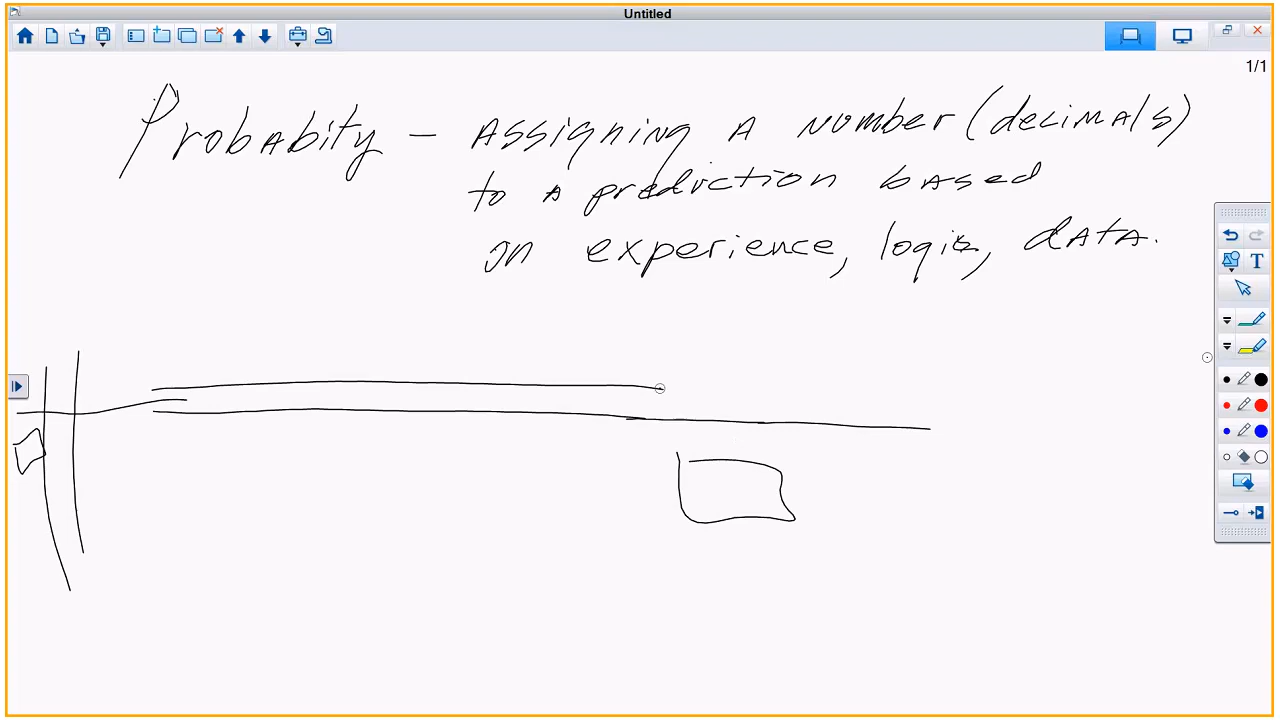 Untitled
1/1
Probabity - Assigning A number (decimals)
to A prediction based
on experience, logic, dAtA.
T